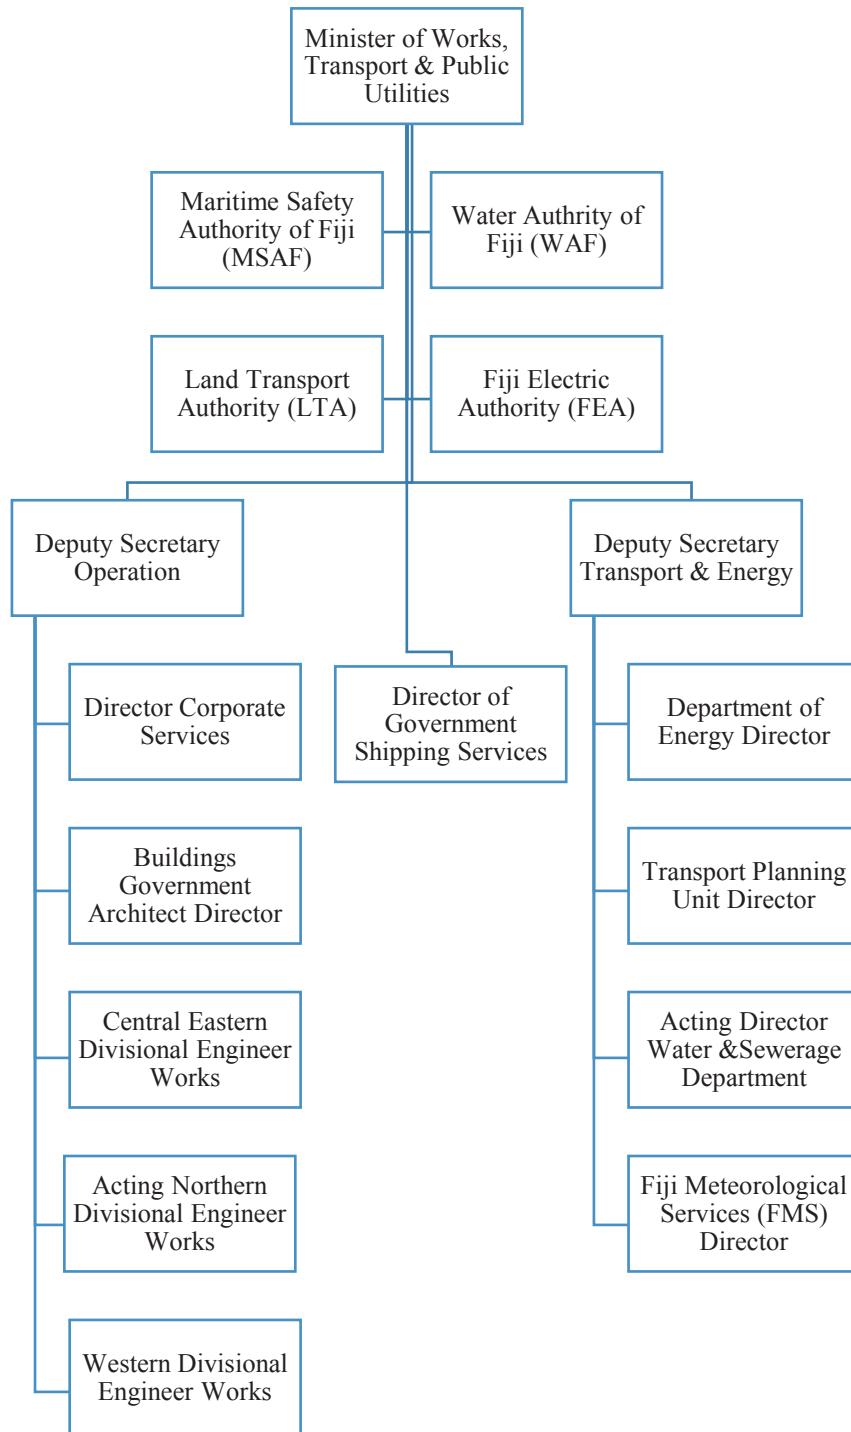 Minister of Works,
Transport & Public
Utilities
Maritime Safety
Authority of Fiji
(MSAF)
Water Authrity of
Fiji (WAF)
Land Transport
Authority (LTA)
Fiji Electric
Authority (FEA)
Deputy Secretary
Operation
Deputy Secretary
Transport & Energy
Director Corporate
Services
Buildings
Government
Architect Director
Central Eastern
Divisional Engineer
Works
Acting Northern
Divisional Engineer
Works
Western Divisional
Engineer Works
Director of
Government
Shipping Services
Department of
Energy Director
Transport Planning
Unit Director
Acting Director
Water &Sewerage
Department
Fiji Meteorological
Services (FMS)
Director